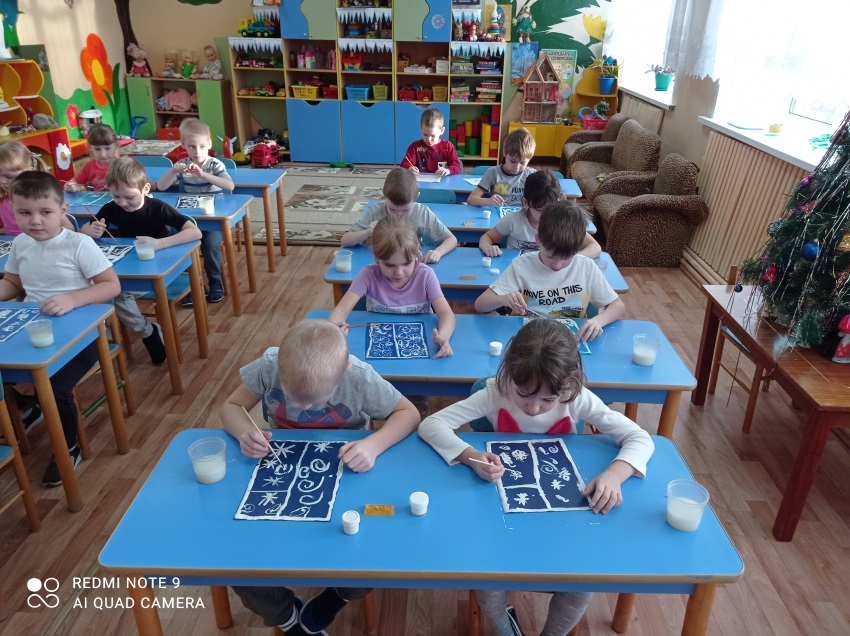 MOVE ON THIS
ROAD
REDMI NOTE 9
AI QUAD CAMERA